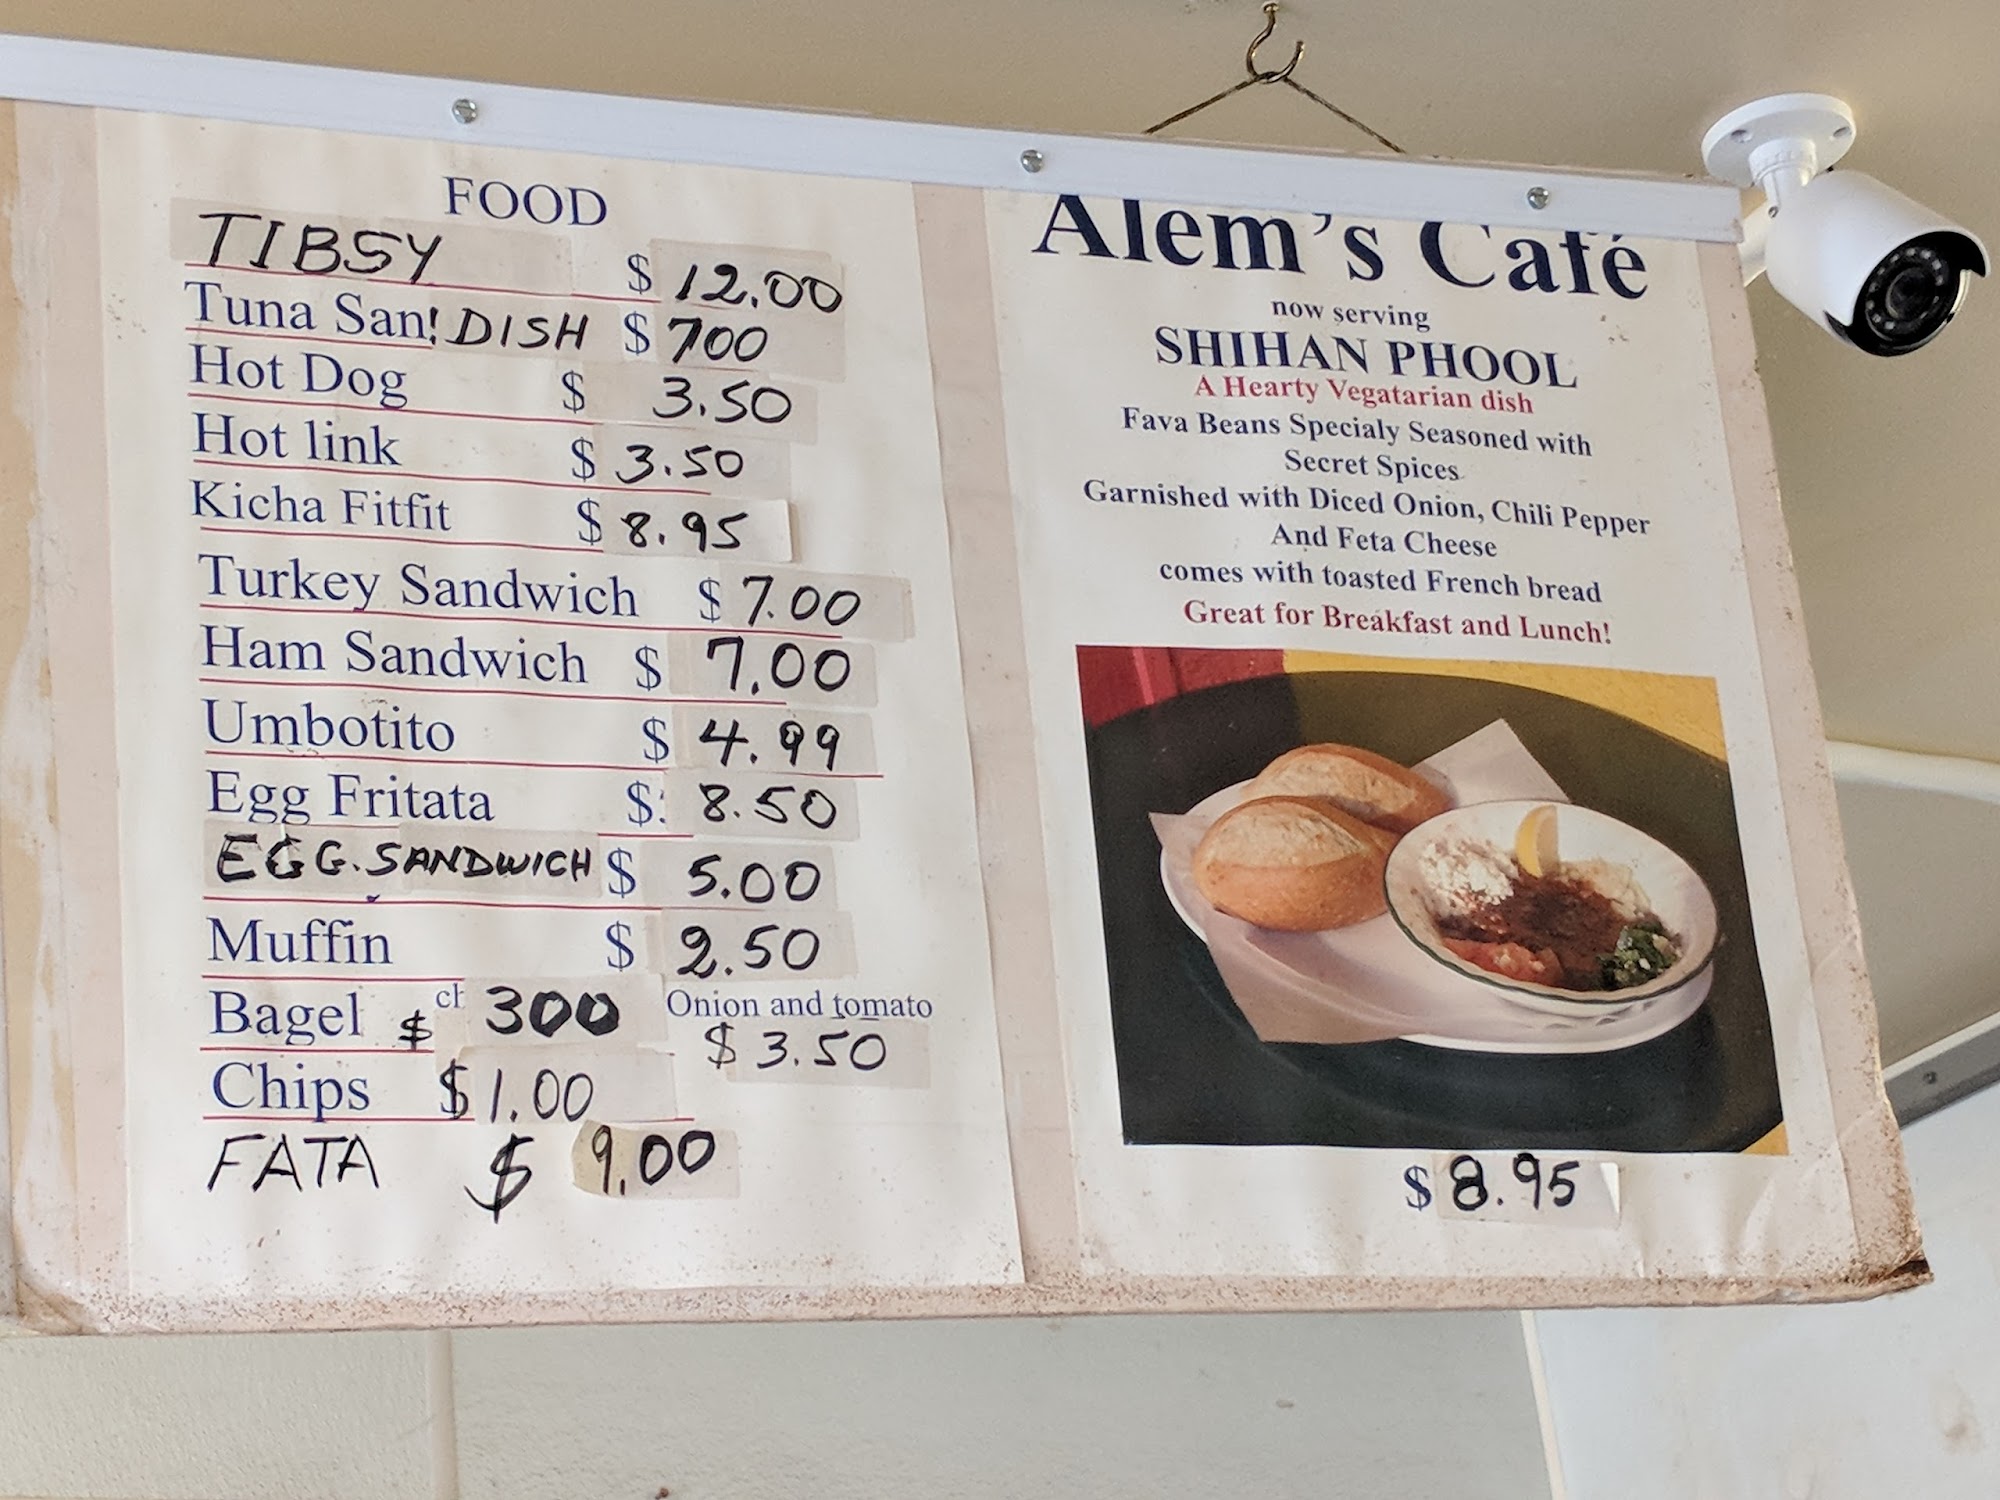 FOOD
TIBSY $ 12.00
Tuna San! DISH $ 700
Hot Dog $ 3.50
Hot link $ 3.50
Kicha Fitfit $ 8.95
Turkey Sandwich $ 7.00
Ham Sandwich $ 7.00
Umbotito $ 4.99
Egg Fritata $: 8.50
EGG. SANDWICH $ 5.00
Muffin $ 2.50
Bagel $ 300 Onion and tomato
$ 3.50
Chips $ 1.00
FATA $ 9.00
Alem's Café
now serving
SHIHAN PHOOL
A Hearty Vegatarian dish
Fava Beans Specialy Seasoned with
Secret Spices
Garnished with Diced Onion, Chili Pepper
And Feta Cheese
comes with toasted French bread
Great for Breakfast and Lunch!
$ 8.95